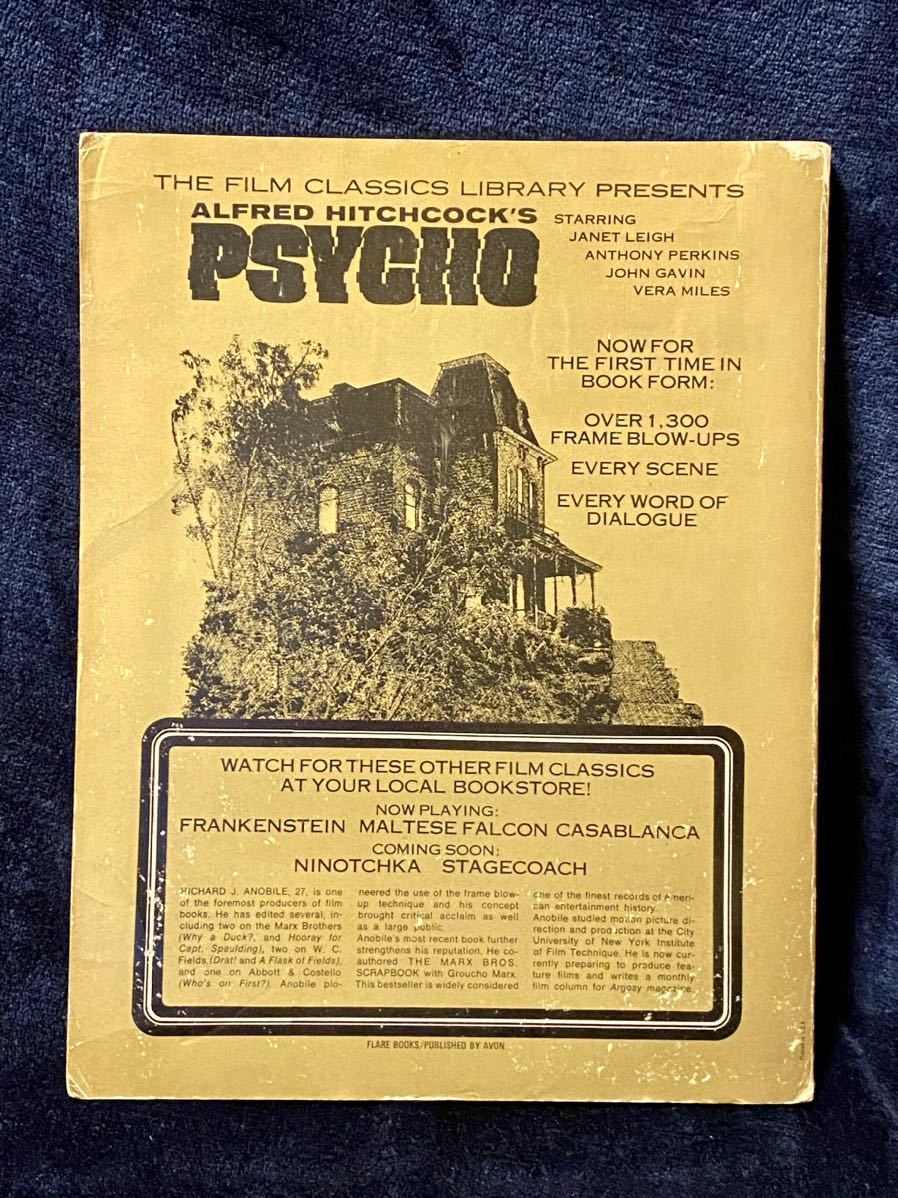 THE FILM CLASSICS LIBRARY PRESENTS
ALFRED HITCHCOCK'S
PSYCHO
STARRING
JANET LEIGH
ANTHONY PERKINS
JOHN GAVIN
VERA MILES
NOW FOR
THE FIRST TIME IN
BOOK FORM:
OVER 1,300
FRAME BLOW-UPS
EVERY SCENE
EVERY WORD OF
DIALOGUE
WATCH FOR THESE OTHER FILM CLASSICS
AT YOUR LOCAL BOOKSTORE!
NOW PLAYING:
FRANKENSTEIN MALTESE FALCON CASABLANCA
COMING SOON:
NINOTCHKA STAGECOACH
RICHARD J. ANOBILE, 27, is one
of the foremost producers of film
books. He has edited several, in-
cluding two on the Marx Brothers
(Why a Duck?, and Hooray for
Capt. Spaulding), two on W. C.
Fields, (Drat! and A Flask of Fields),
and one on Abbott & Costello
(Who's on First?). Anobile pio-
neered the use of the frame blow-
up technique and his concept
brought critical acclaim as well
as a large public.
Anobile's most recent book further
strengthens his reputation. He co-
authored THE MARX BROS.
SCRAPBOOK with Groucho Marx.
This bestseller is widely considered
one of the finest records of Ameri-
can entertainment history.
Anobile studied motion picture di-
rection and production at the City
University of New York Institute
of Film Technique. He is now cur-
rently preparing to produce fea-
ture films and writes a monthly
film column for Argosy magazine.
FLARE BOOKS/PUBLISHED BY AVON
Printed in U.S.A.